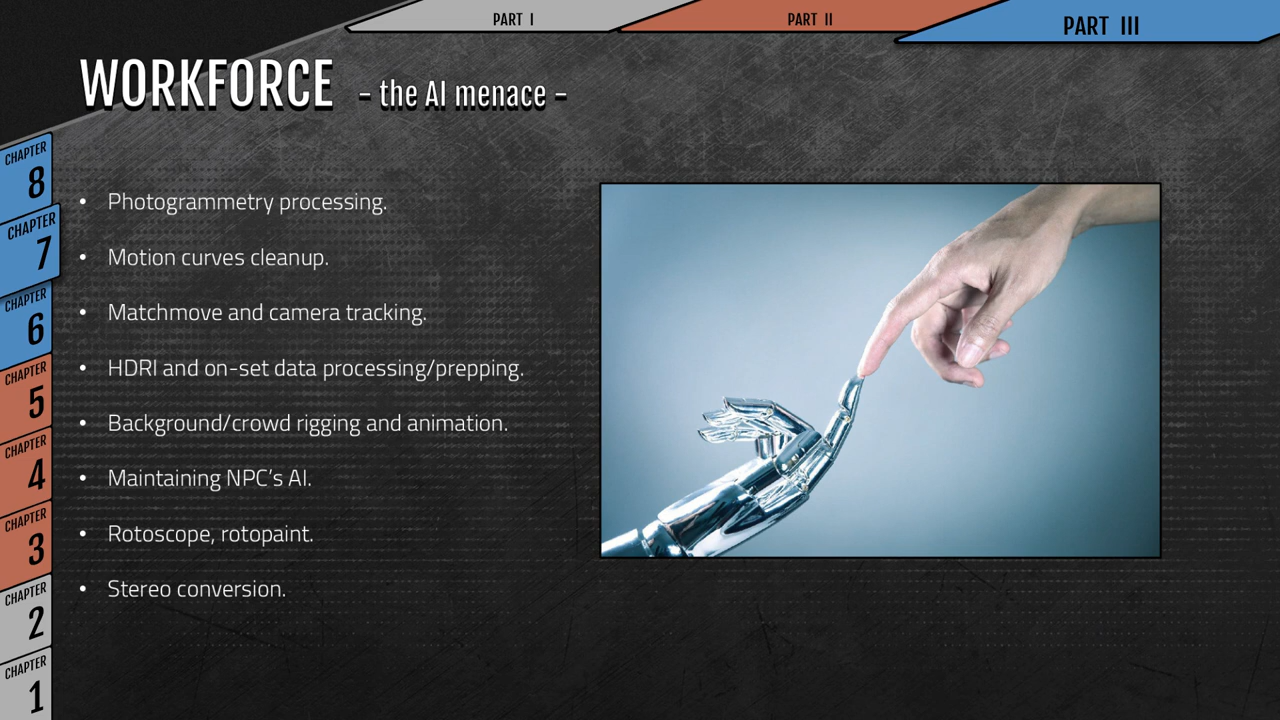 PART I
PART II
PART III
WORKFORCE – the AI menace –
CHAPTER
8
CHAPTER
7
CHAPTER
6
CHAPTER
5
CHAPTER
4
CHAPTER
3
CHAPTER
2
CHAPTER
1
• Photogrammetry processing.
• Motion curves cleanup.
• Matchmove and camera tracking.
• HDRI and on-set data processing/prepping.
• Background/crowd rigging and animation.
• Maintaining NPC’s AI.
• Rotoscope, rotopaint.
• Stereo conversion.